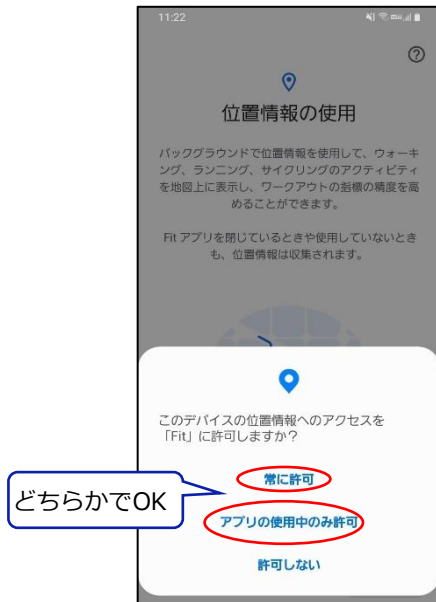 11:22
位置情報の使用
バックグラウンドで位置情報を使用して、ウォーキ
ング、ランニング、サイクリングのアクティビティ
を地図上に表示し、ワークアウトの指標の精度を高
めることができます。
Fit アプリを閉じているときや使用していないとき
も、位置情報は収集されます。
このデバイスの位置情報へのアクセスを
「Fit」に許可しますか？
常に許可
どちらかでOK
アプリの使用中のみ許可
許可しない